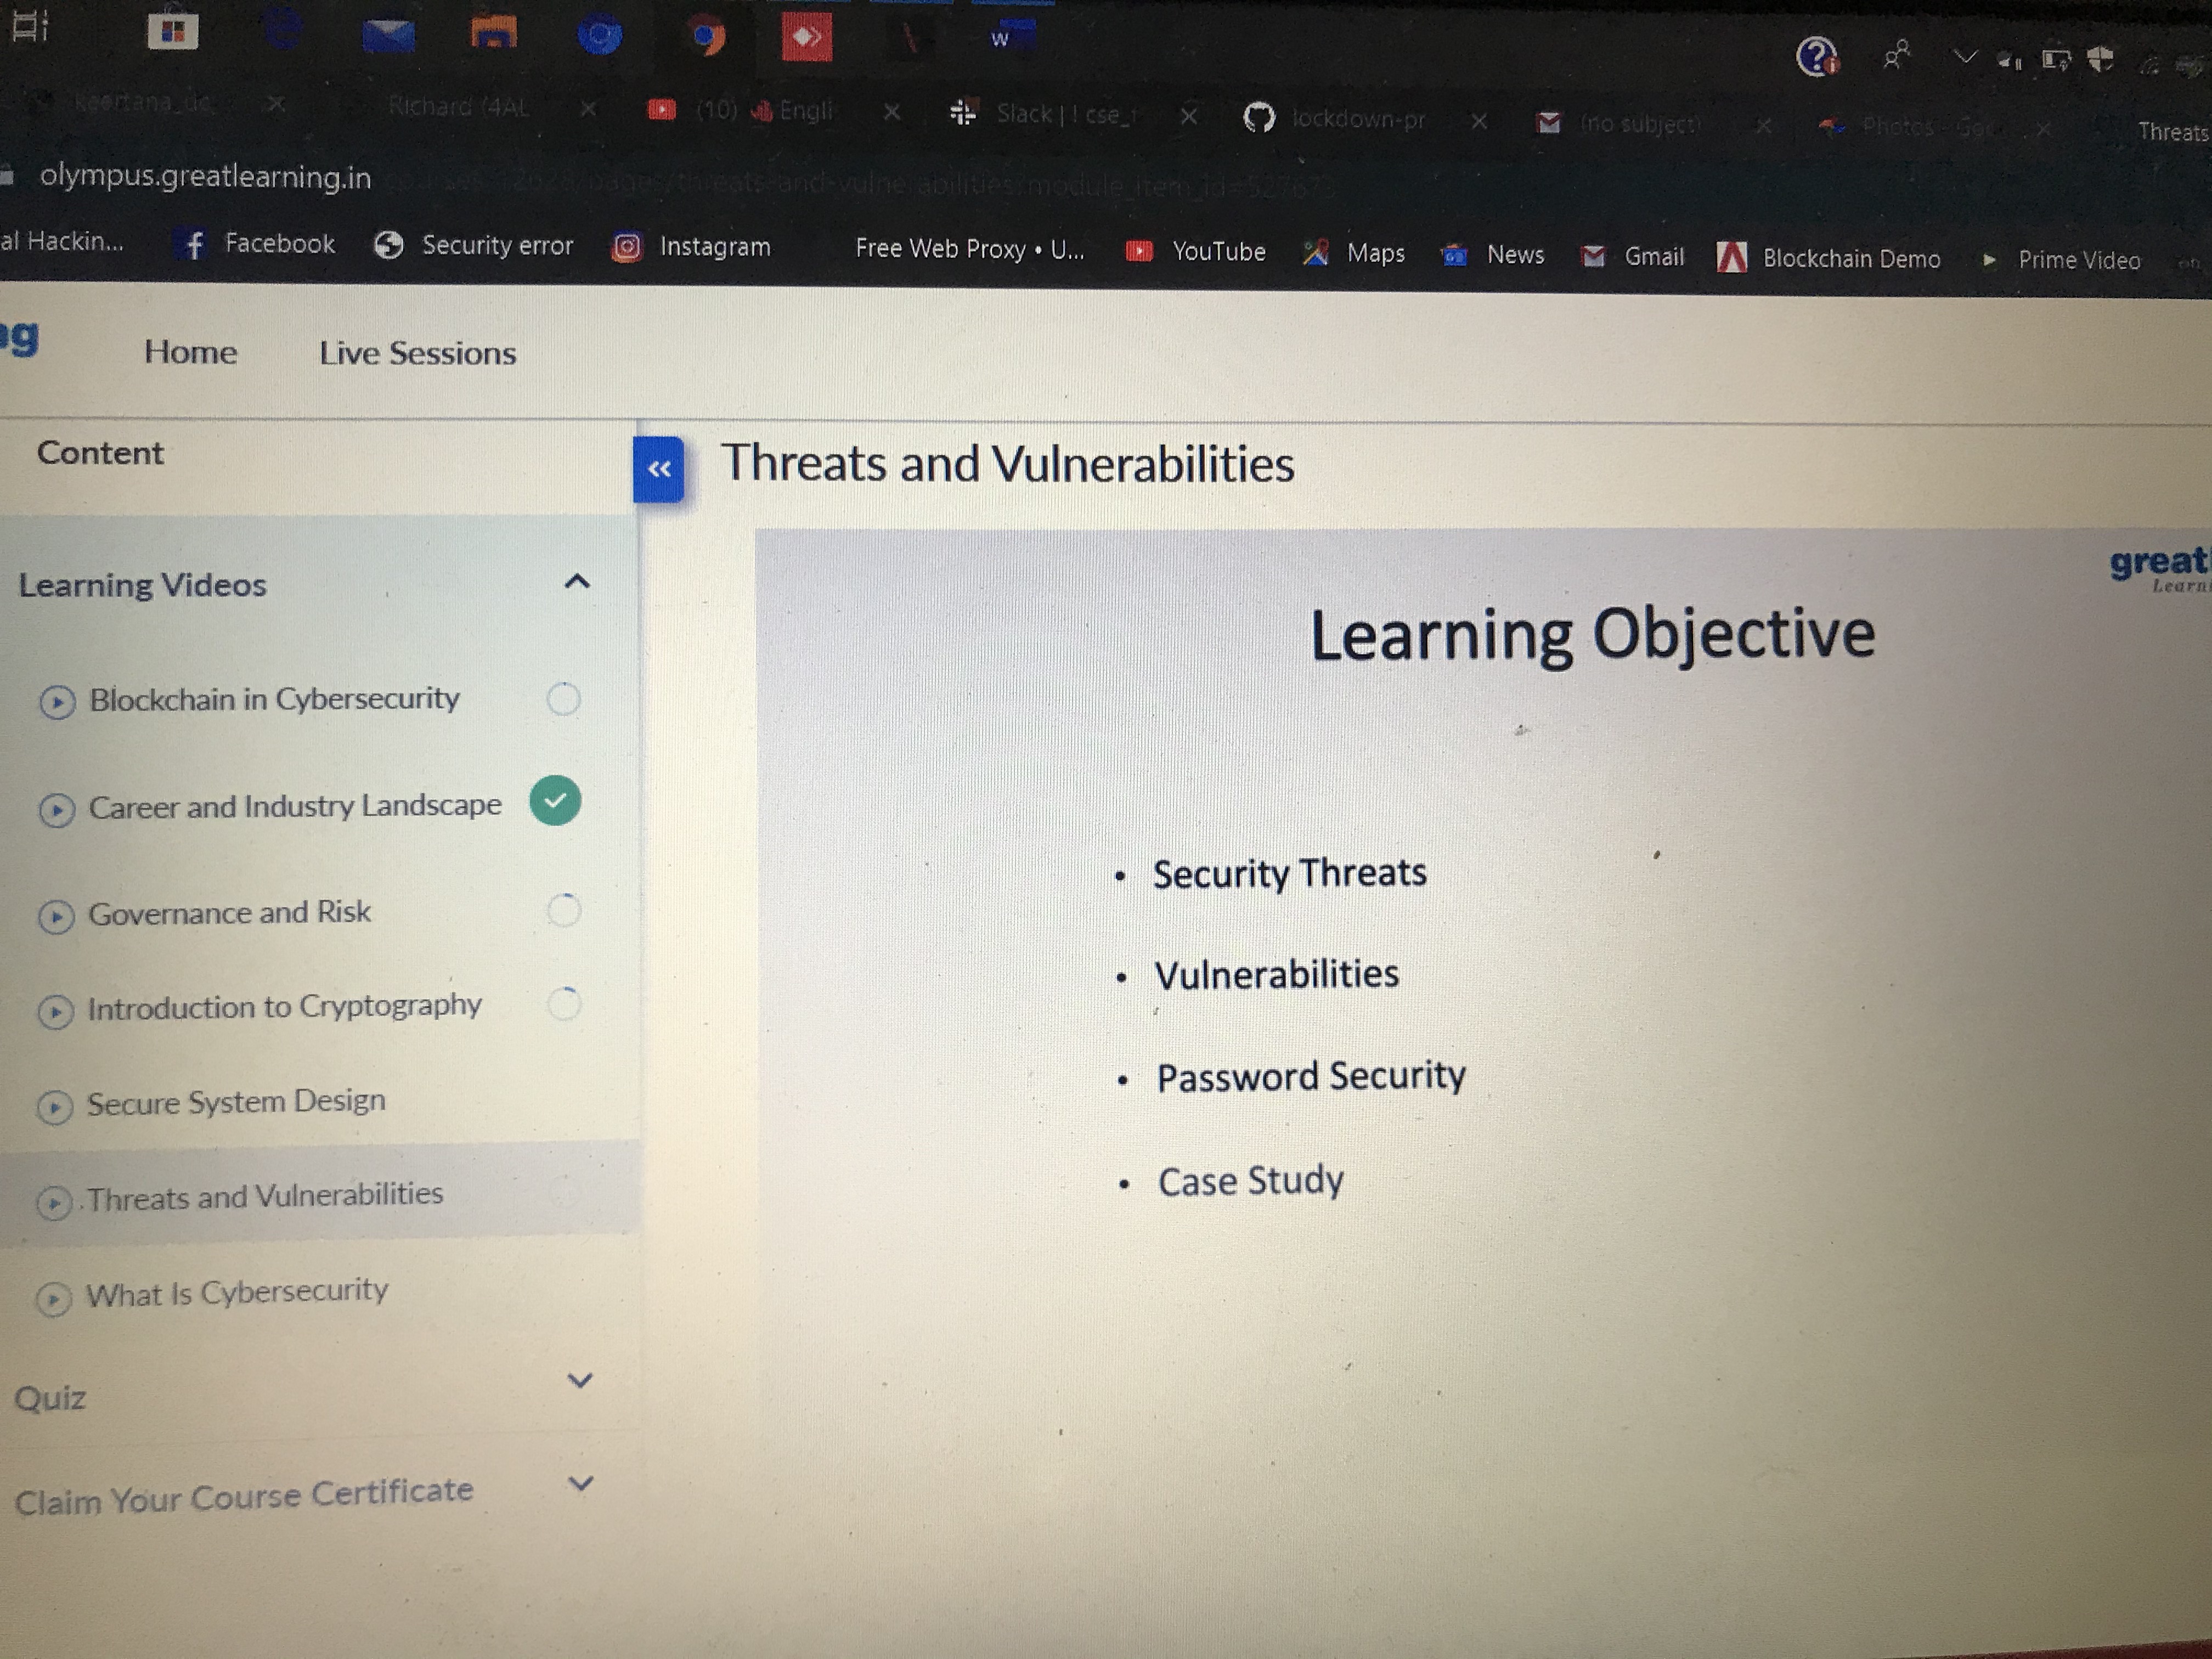 W
keertana_dc
Richard (4AL
(10)
Engli
Slack | ! cse_
lockdown-pr
(no subject)
Photos - Go
Threats
olympus.greatlearning.in
/pages/threats-and-vulnerabilities?module_item_id=
al Hackin...
Facebook
Security error
Instagram
Free Web Proxy • U...
YouTube
Maps
News
Gmail
Blockchain Demo
Prime Video
ng
Home
Live Sessions
Content
«
Threats and Vulnerabilities
Learning Videos
Blockchain in Cybersecurity
Career and Industry Landscape
Governance and Risk
Introduction to Cryptography
Secure System Design
Threats and Vulnerabilities
What Is Cybersecurity
Quiz
Claim Your Course Certificate
great
Learni
Learning Objective
• Security Threats
• Vulnerabilities
• Password Security
• Case Study